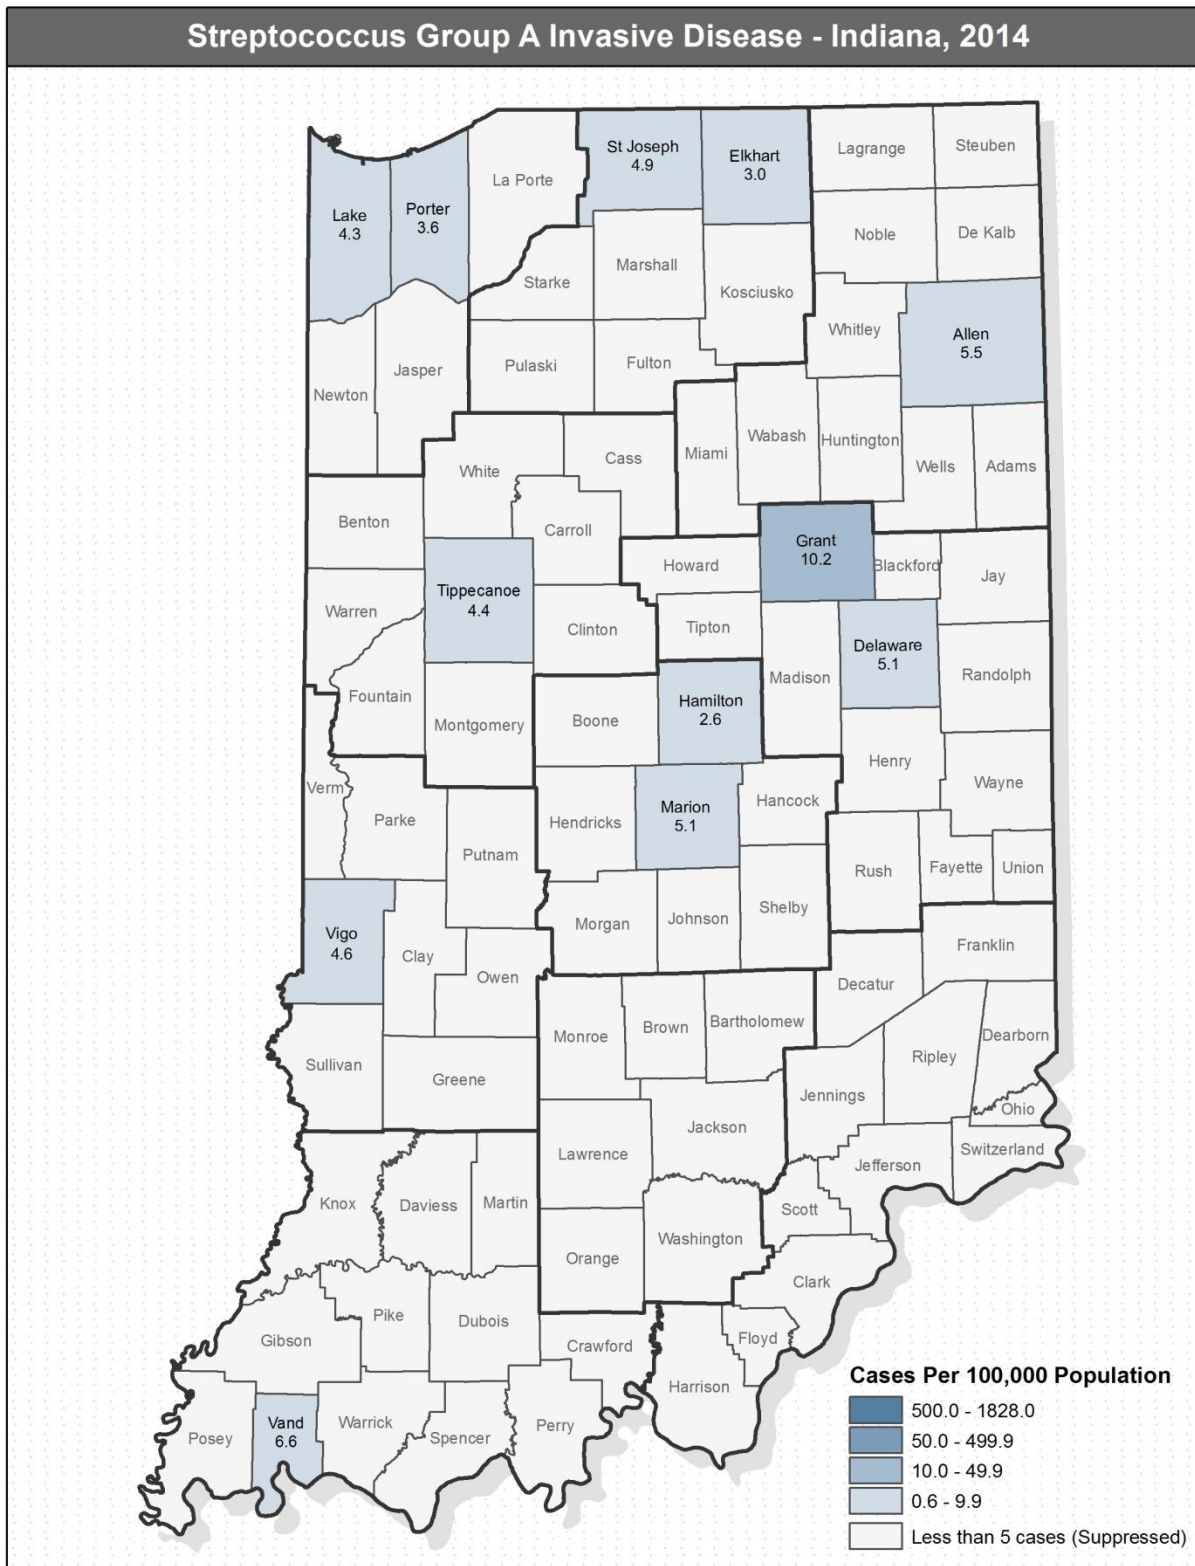 Streptococcus Group A Invasive Disease - Indiana, 2014
St Joseph
4.9
Elkhart
3.0
Lagrange
Steuben
La Porte
Lake
4.3
Porter
3.6
Noble
De Kalb
Starke
Marshall
Kosciusko
Whitley
Allen
5.5
Newton
Jasper
Pulaski
Fulton
Miami
Wabash
Huntington
Wells
Adams
White
Cass
Carroll
Benton
Grant
10.2
Howard
Blackford
Jay
Tippecanoe
4.4
Warren
Clinton
Tipton
Madison
Delaware
5.1
Randolph
Fountain
Montgomery
Boone
Hamilton
2.6
Henry
Wayne
Verm
Parke
Putnam
Hendricks
Marion
5.1
Hancock
Rush
Fayette
Union
Vigo
4.6
Clay
Owen
Morgan
Johnson
Shelby
Franklin
Decatur
Sullivan
Greene
Monroe
Brown
Bartholomew
Dearborn
Ripley
Jennings
Ohio
Jackson
Lawrence
Switzerland
Jefferson
Knox
Daviess
Martin
Scott
Orange
Washington
Clark
Gibson
Pike
Dubois
Crawford
Floyd
Harrison
Posey
Vand
6.6
Warrick
Spencer
Perry
Cases Per 100,000 Population
500.0 - 1828.0
50.0 - 499.9
10.0 - 49.9
0.6 - 9.9
Less than 5 cases (Suppressed)